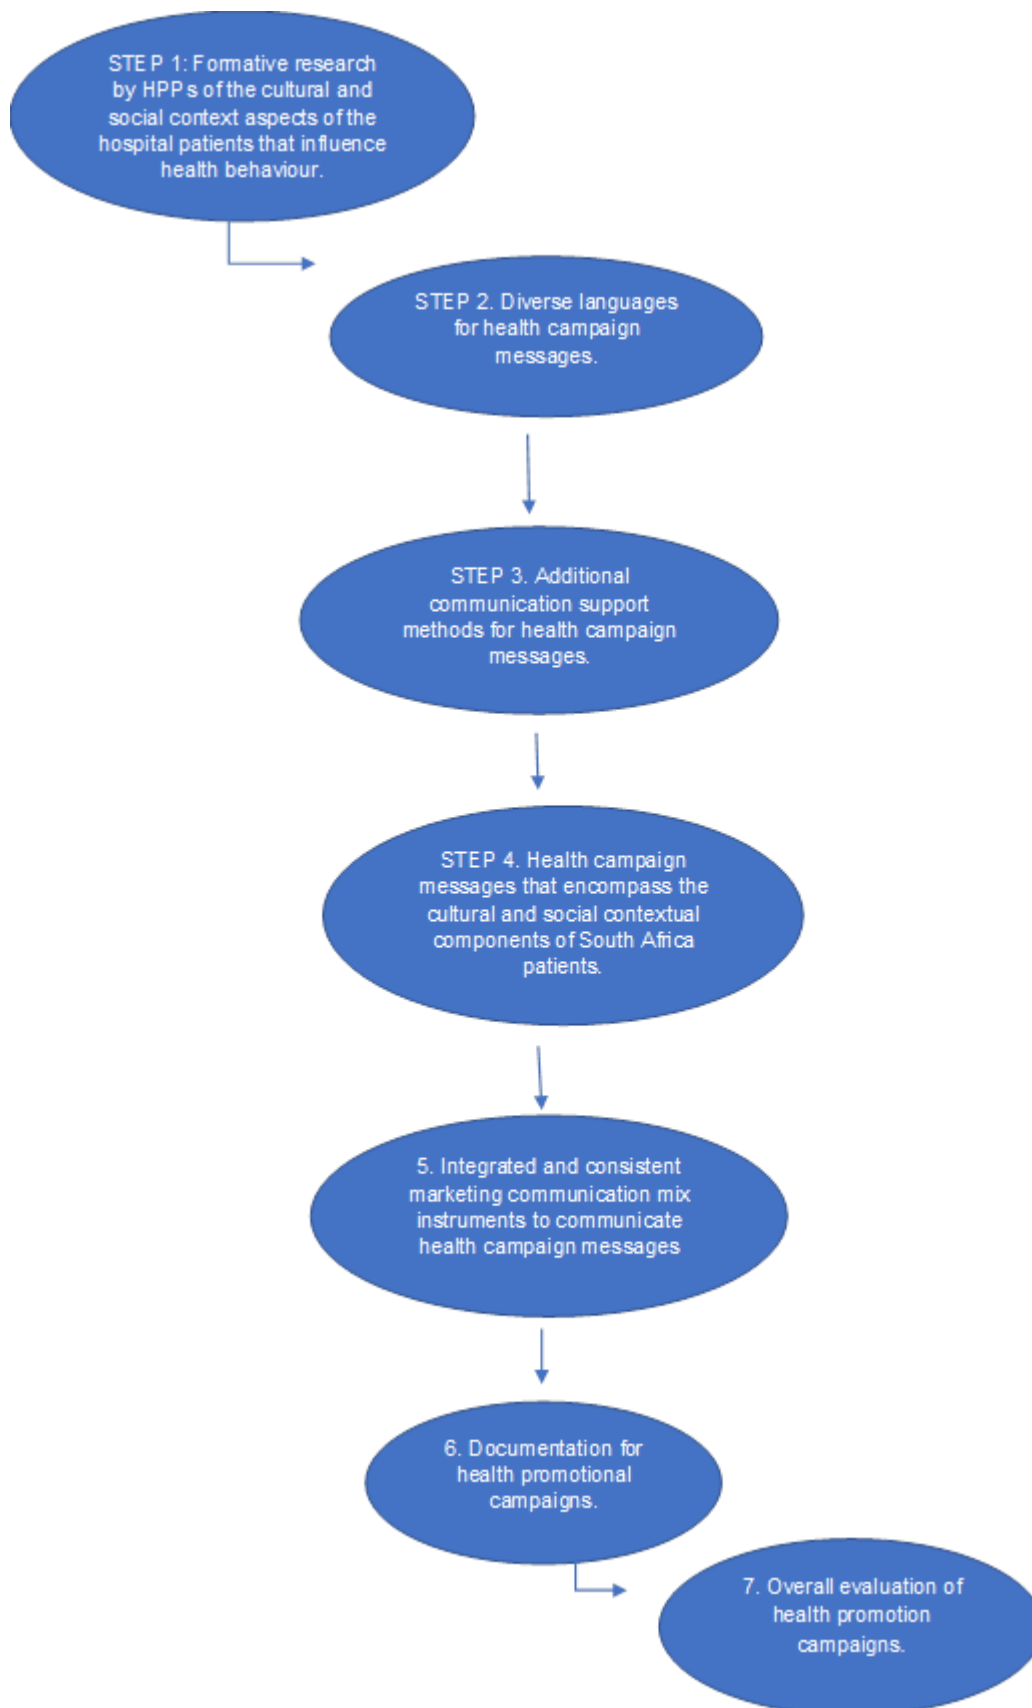 STEP 1: Formative research
by HPPs of the cultural and
social context aspects of the
hospital patients that influence
health behaviour.
STEP 2. Diverse languages
for health campaign
messages.
STEP 3. Additional
communication support
methods for health campaign
messages.
STEP 4. Health campaign
messages that encompass the
cultural and social contextual
components of South Africa
patients.
5. Integrated and consistent
marketing communication mix
instruments to communicate
health campaign messages
6. Documentation for
health promotional
campaigns.
7. Overall evaluation of
health promotion
campaigns.